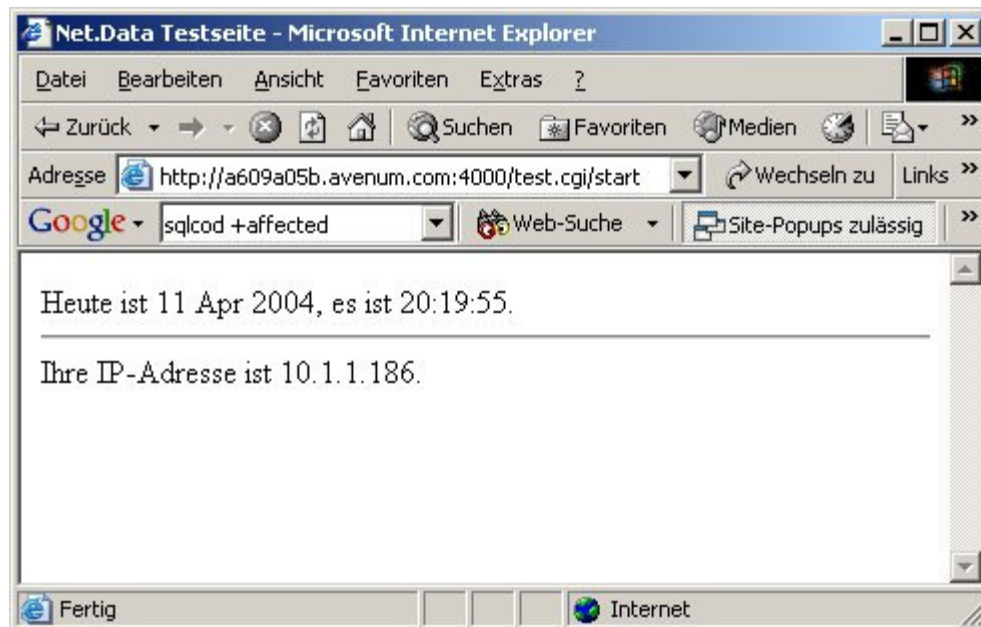 Net.Data Testseite - Microsoft Internet Explorer
Datei Bearbeiten Ansicht Favoriten Extras ?
Zurück Suchen Favoriten Medien »
Adresse http://a609a05b.avenum.com:4000/test.cgi/start Wechseln zu Links »
Google sqlcod +affected Web-Suche Site-Popups zulässig »
Heute ist 11 Apr 2004, es ist 20:19:55.
Ihre IP-Adresse ist 10.1.1.186.
Fertig Internet